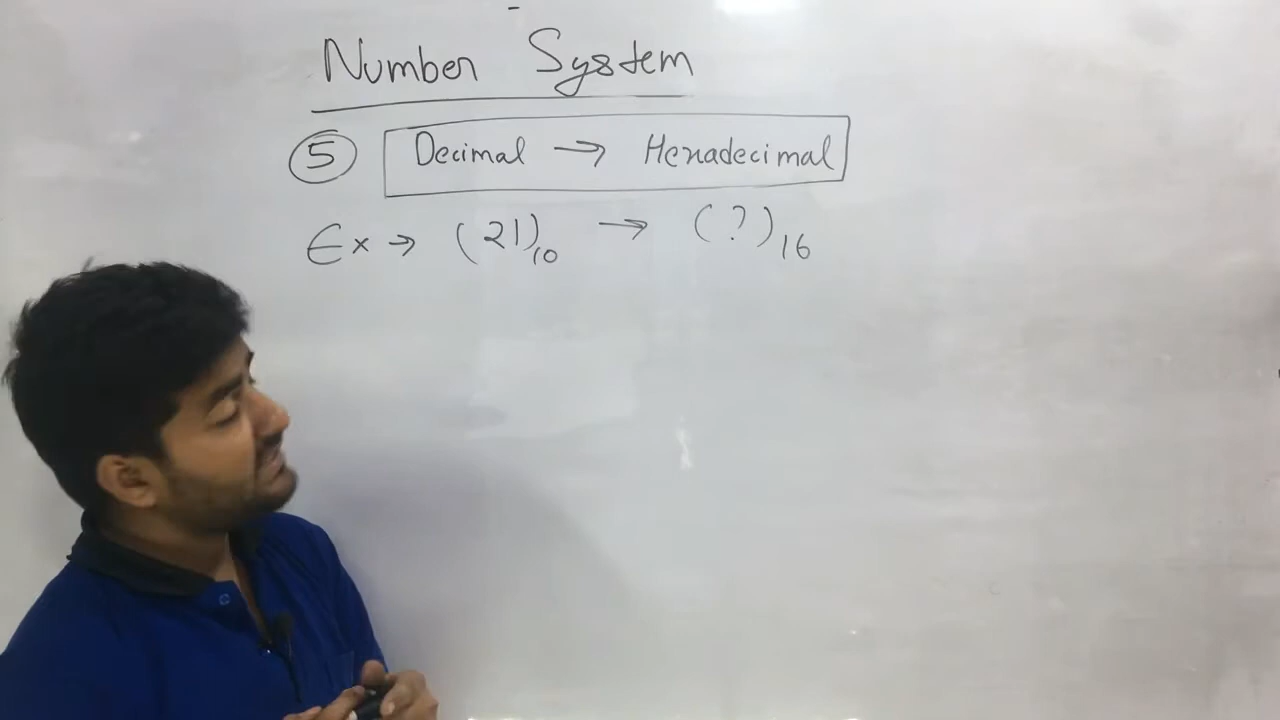 Number System
5 Decimal → Hexadecimal
Ex → (21)10 → (?)16